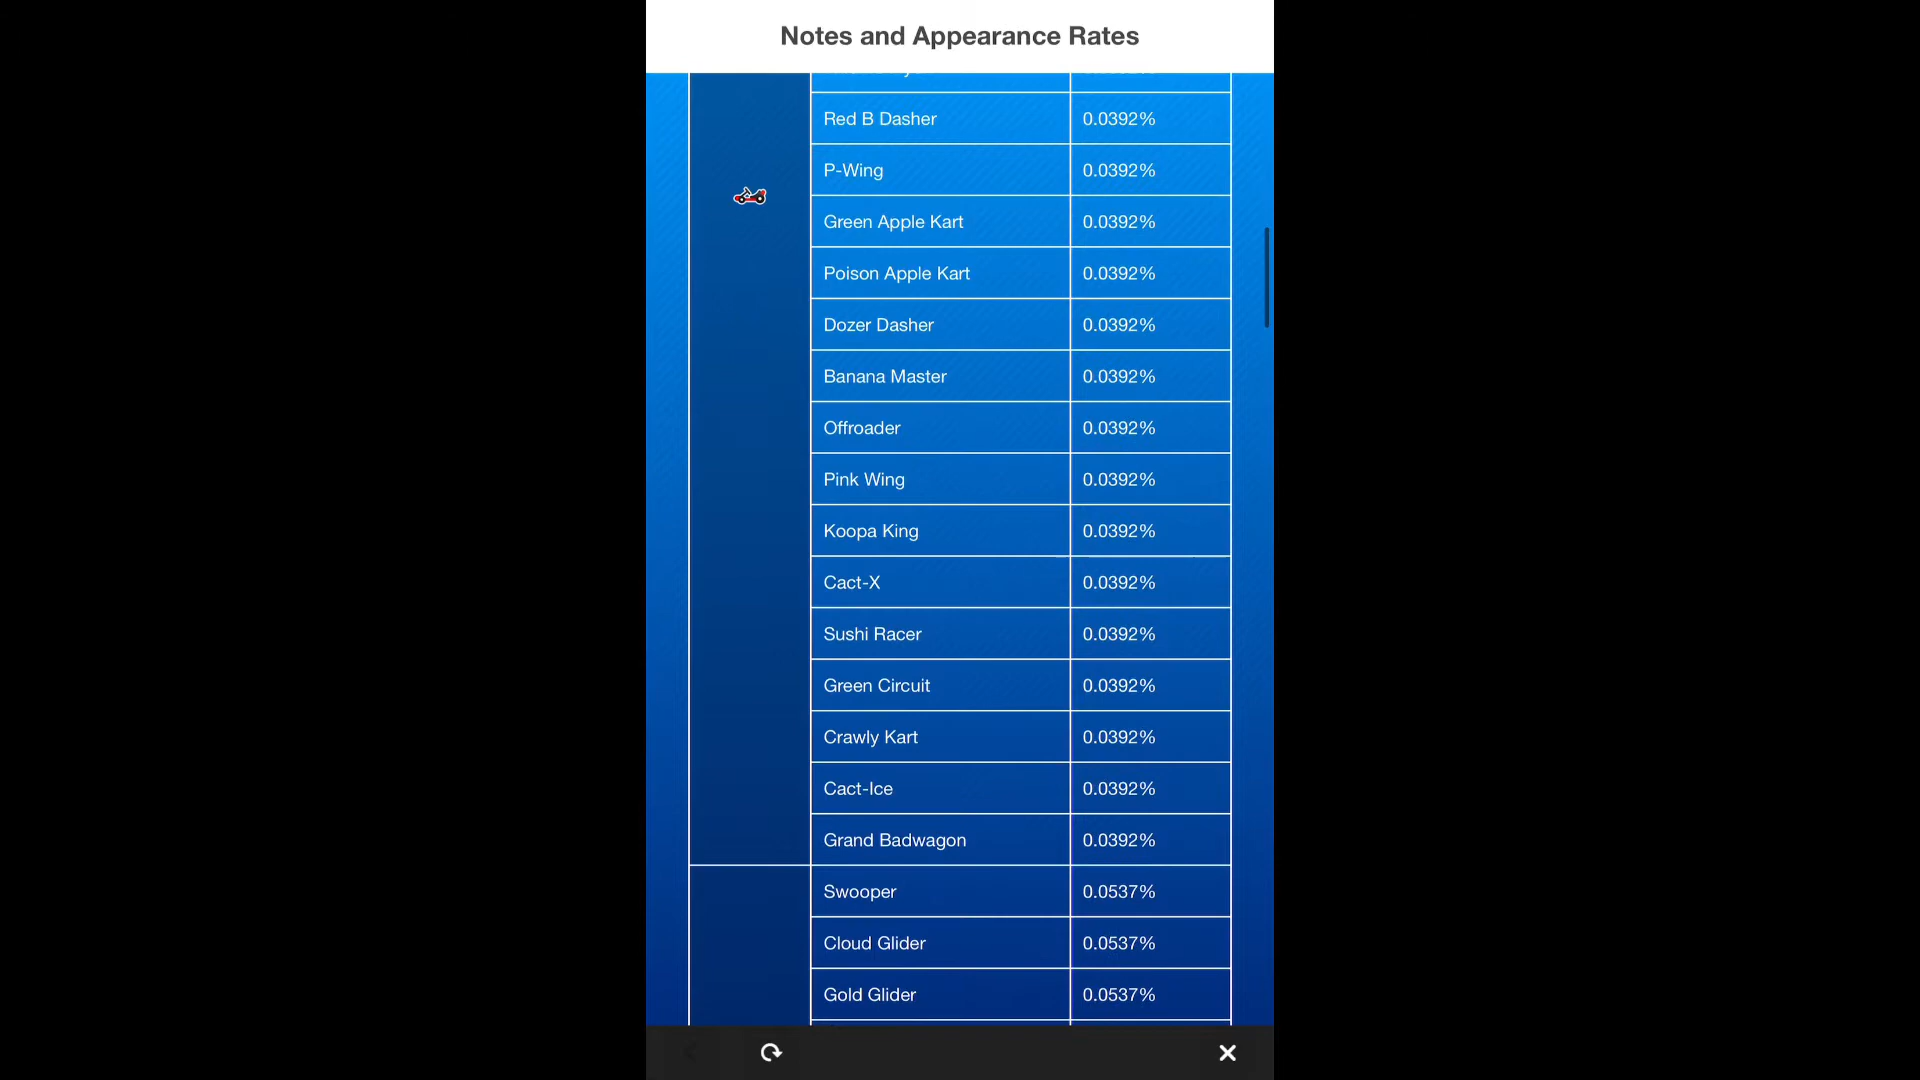 Notes and Appearance Rates
Red B Dasher 0.0392%
P-Wing 0.0392%
Green Apple Kart 0.0392%
Poison Apple Kart 0.0392%
Dozer Dasher 0.0392%
Banana Master 0.0392%
Offroader 0.0392%
Pink Wing 0.0392%
Koopa King 0.0392%
Cact-X 0.0392%
Sushi Racer 0.0392%
Green Circuit 0.0392%
Crawly Kart 0.0392%
Cact-Ice 0.0392%
Grand Badwagon 0.0392%
Swooper 0.0537%
Cloud Glider 0.0537%
Gold Glider 0.0537%